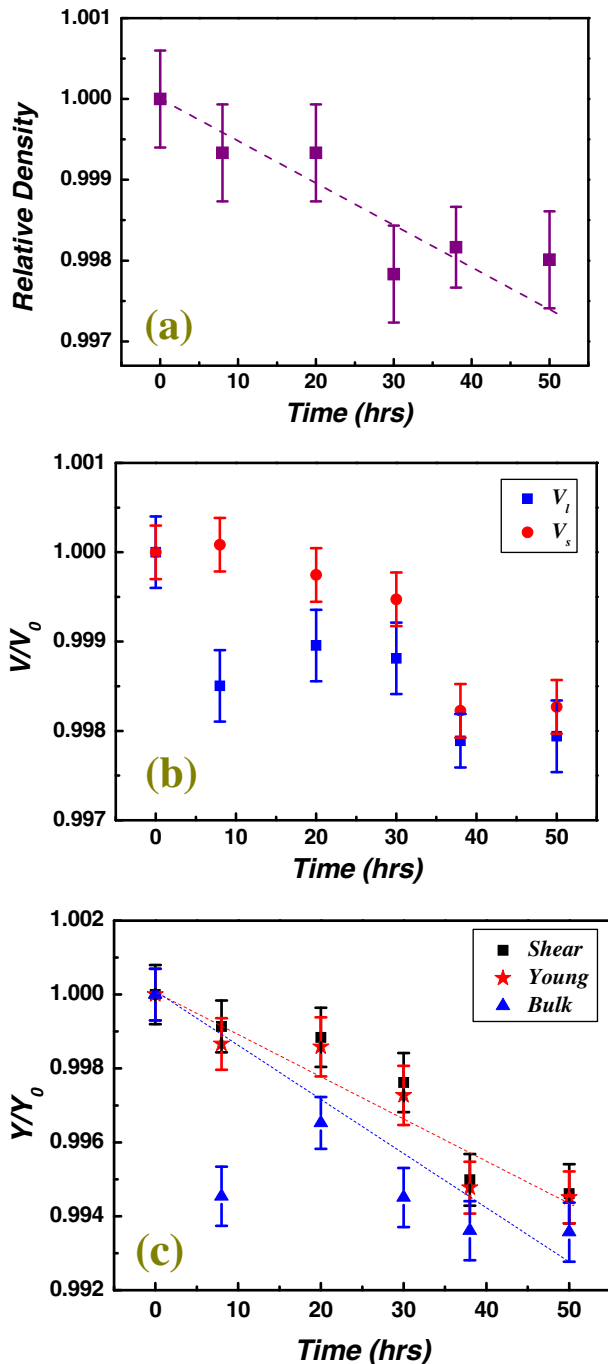 1.001
1.000
0.999
0.998
0.997
Relative Density
(a)
0 10 20 30 40 50
Time (hrs)
1.001
1.000
0.999
0.998
0.997
V/V0
V_l
V_s
(b)
0 10 20 30 40 50
Time (hrs)
1.002
1.000
0.998
0.996
0.994
0.992
Y/Y0
Shear
Young
Bulk
(c)
0 10 20 30 40 50
Time (hrs)